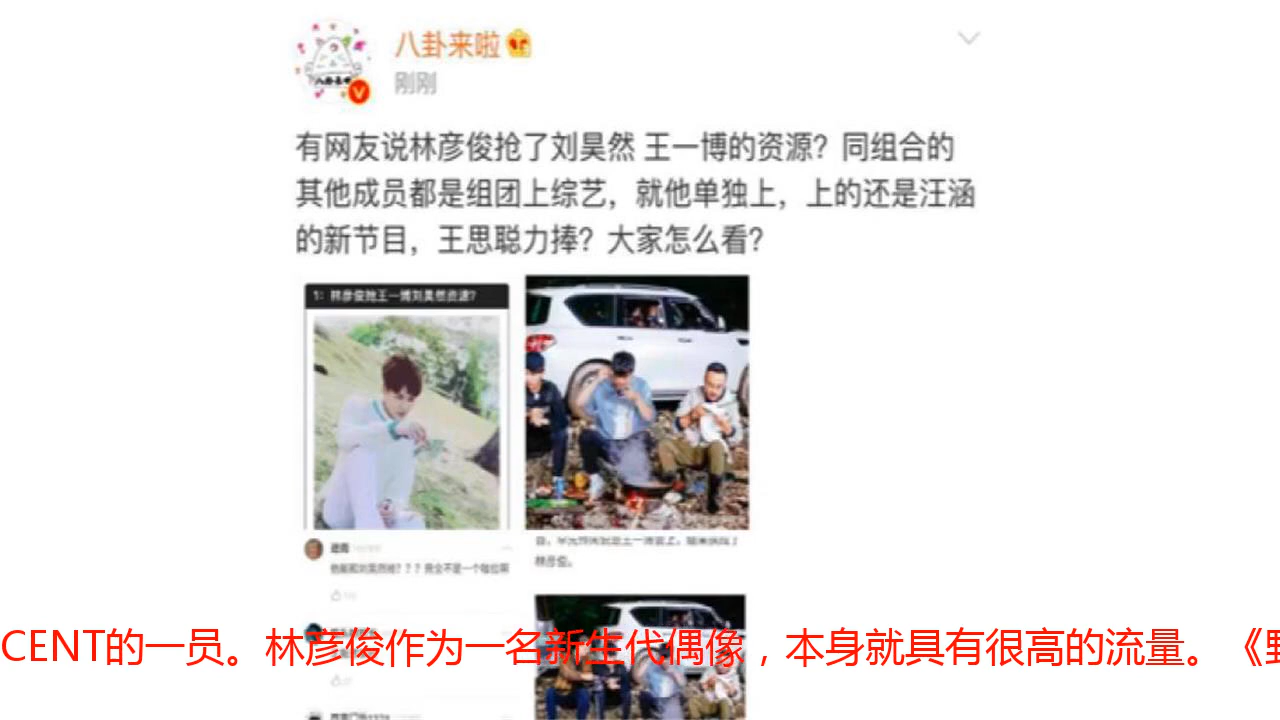 八卦来啦
刚刚
有网友说林彦俊抢了刘昊然 王一博的资源？同组合的
其他成员都是组团上综艺，就他单独上，上的还是汪涵
的新节目，王思聪力捧？大家怎么看？
1：林彦俊抢王一博刘昊然资源？
林彦俊。
CENT的一员。林彦俊作为一名新生代偶像，本身就具有很高的流量。《野